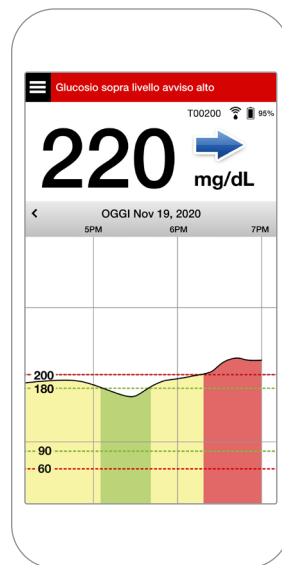 Glucosio sopra livello avviso alto
T00200 95%
220
mg/dL
OGGI Nov 19, 2020
5PM 6PM 7PM
200
180
90
60